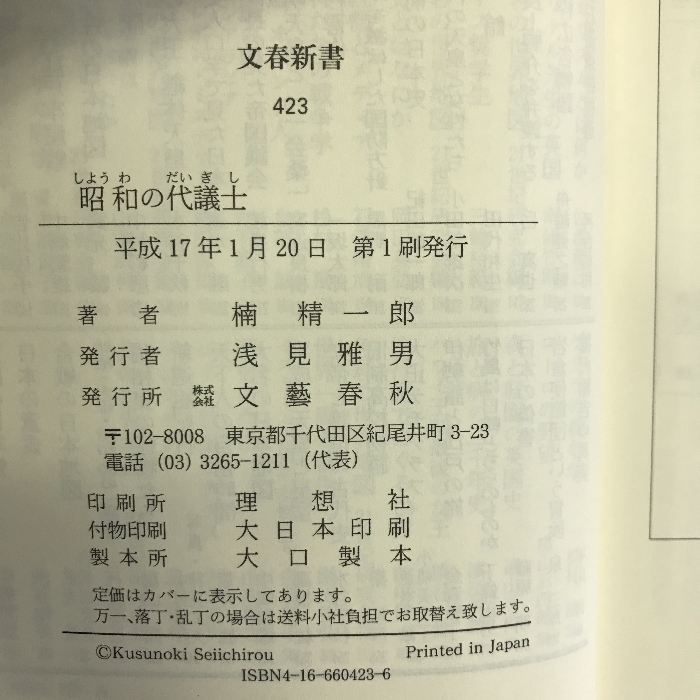 文春新書
423
しょうわ だいぎし
昭和の代議士
平成17年1月20日 第1刷発行
著者 楠精一郎
発行者 浅見雅男
発行所 株式会社 文藝春秋
〒102-8008 東京都千代田区紀尾井町3-23
電話 (03) 3265-1211 (代表)
印刷所 理想社
付物印刷 大日本印刷
製本所 大口製本
定価はカバーに表示してあります。
万一、落丁・乱丁の場合は送料小社負担でお取替え致します。
©Kusunoki Seiichirou Printed in Japan
ISBN4-16-660423-6